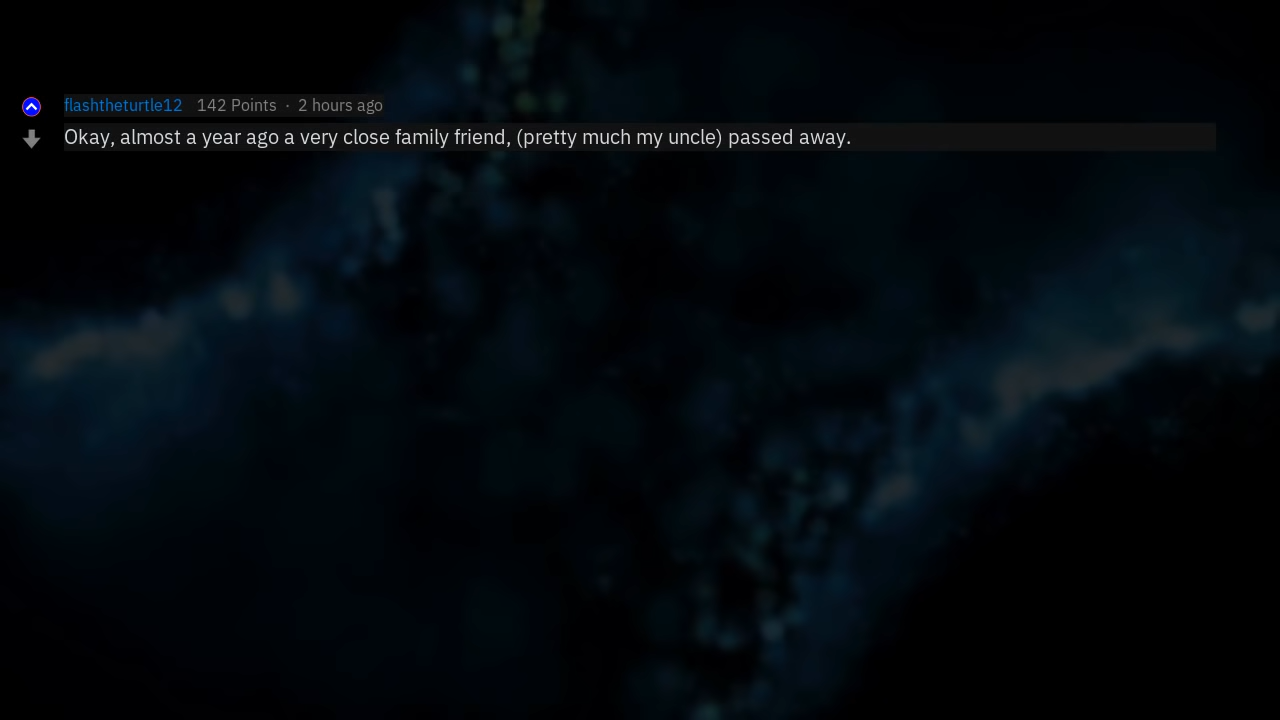 flashtheturtle12 142 Points · 2 hours ago
Okay, almost a year ago a very close family friend, (pretty much my uncle) passed away.